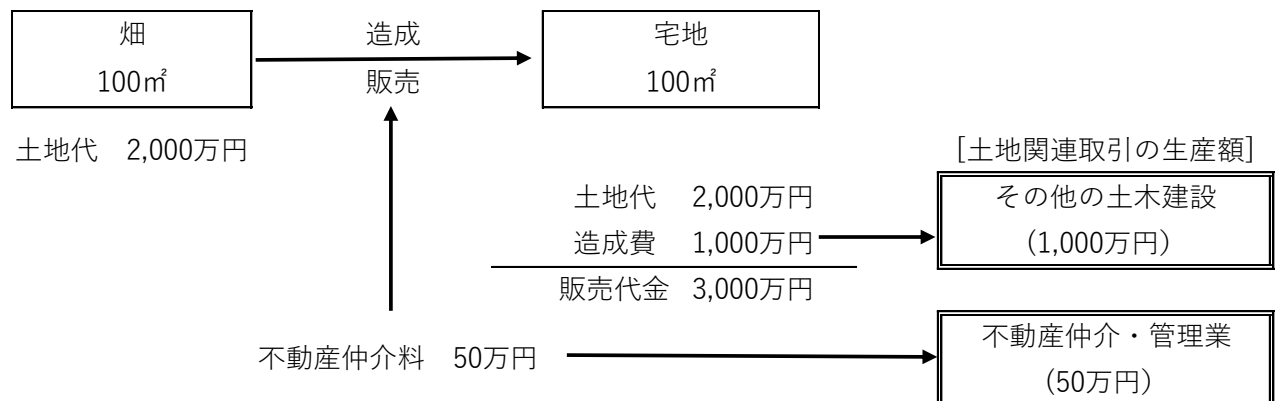 畑
100㎡
造成
販売
宅地
100㎡
土地代 2,000万円
[土地関連取引の生産額]
土地代 2,000万円
造成費 1,000万円
販売代金 3,000万円
その他の土木建設
(1,000万円)
不動産仲介料 50万円
不動産仲介・管理業
(50万円)